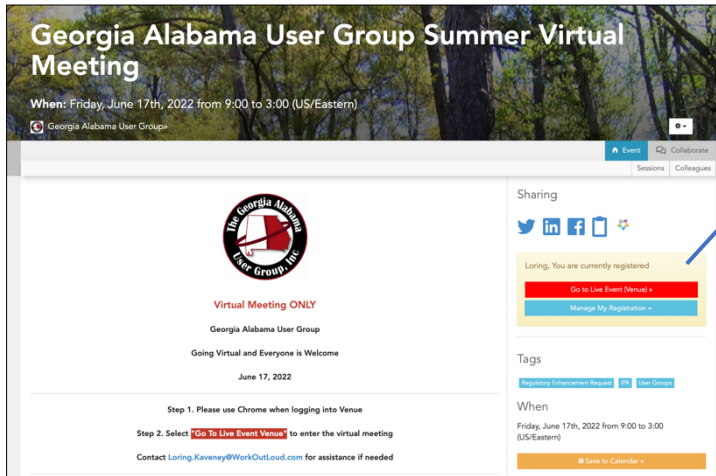 Georgia Alabama User Group Summer Virtual
Meeting
When: Friday, June 17th, 2022 from 9:00 to 3:00 (US/Eastern)
Georgia Alabama User Group»
Event
Collaborate
Sessions
Colleagues
The Georgia Alabama
User Group, Inc
Virtual Meeting ONLY
Georgia Alabama User Group
Going Virtual and Everyone is Welcome
June 17, 2022
Step 1. Please use Chrome when logging into Venue
Step 2. Select "Go To Live Event Venue" to enter the virtual meeting
Contact Loring.Kaveney@WorkOutLoud.com for assistance if needed
Sharing
Loring, You are currently registered
Go to Live Event (Venue) »
Manage My Registration
Tags
Regulatory Enhancement Request
IPA
User Groups
When
Friday, June 17th, 2022 from 9:00 to 3:00
(US/Eastern)
Save to Calendar